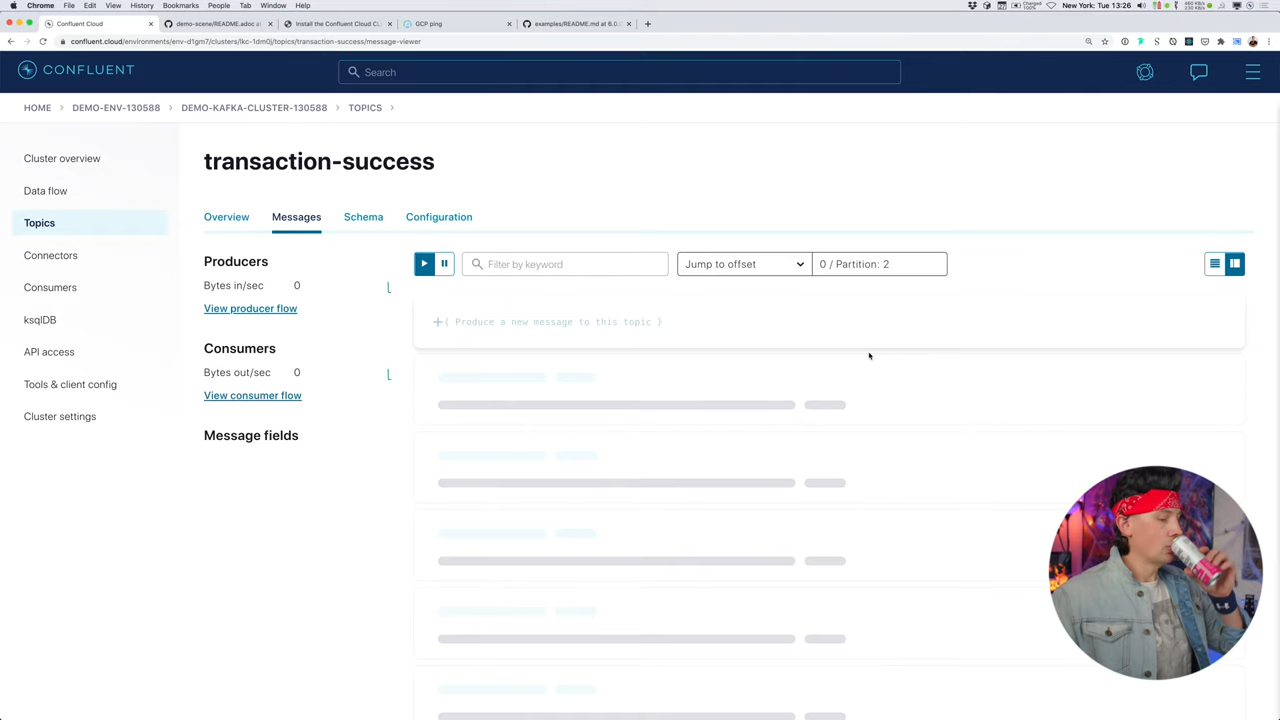 Chrome File Edit View History Bookmarks People Tab Window Help
Charged 100%
New York: Tue 13:26
Confluent Cloud
demo-scene/README.adoc at
Install the Confluent Cloud CL
GCP ping
examples/README.md at 6.0.
confluent.cloud/environments/env-d1gm7/clusters/lkc-1dm0j/topics/transaction-success/message-viewer
CONFLUENT
Search
HOME > DEMO-ENV-130588 > DEMO-KAFKA-CLUSTER-130588 > TOPICS >
Cluster overview
Data flow
Topics
Connectors
Consumers
ksqlDB
API access
Tools & client config
Cluster settings
transaction-success
Overview Messages Schema Configuration
Producers
Bytes in/sec 0
View producer flow
Consumers
Bytes out/sec 0
View consumer flow
Message fields
Filter by keyword
Jump to offset
0 / Partition: 2
+{ Produce a new message to this topic }